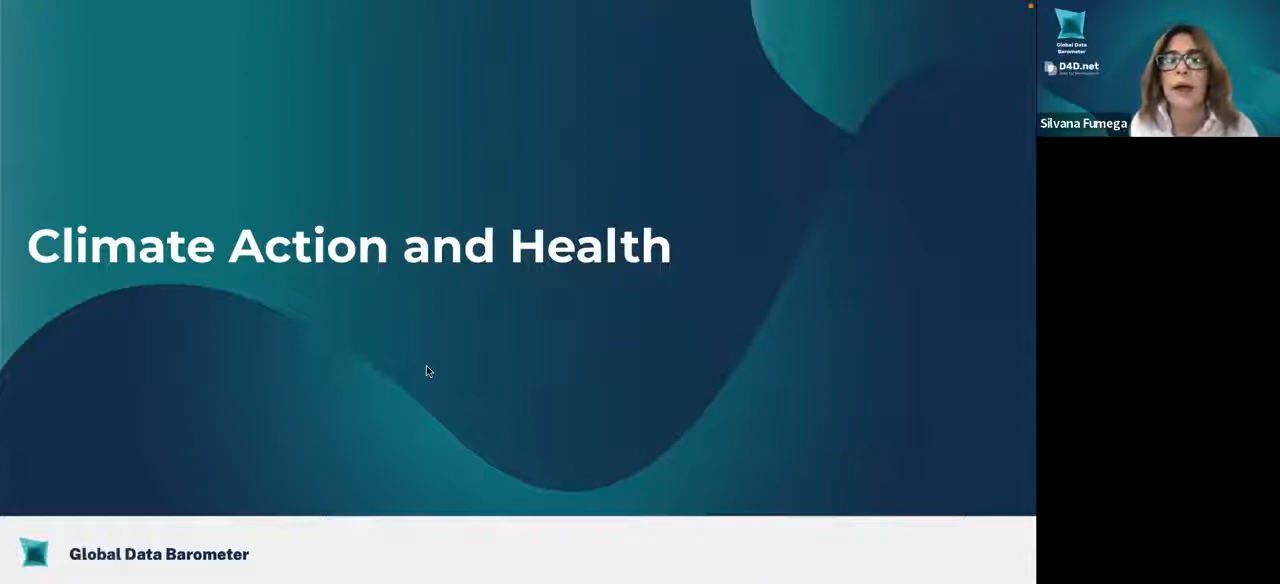 Climate Action and Health
Global Data Barometer
Global Data
Barometer
D4D.net
Silvana Fumega